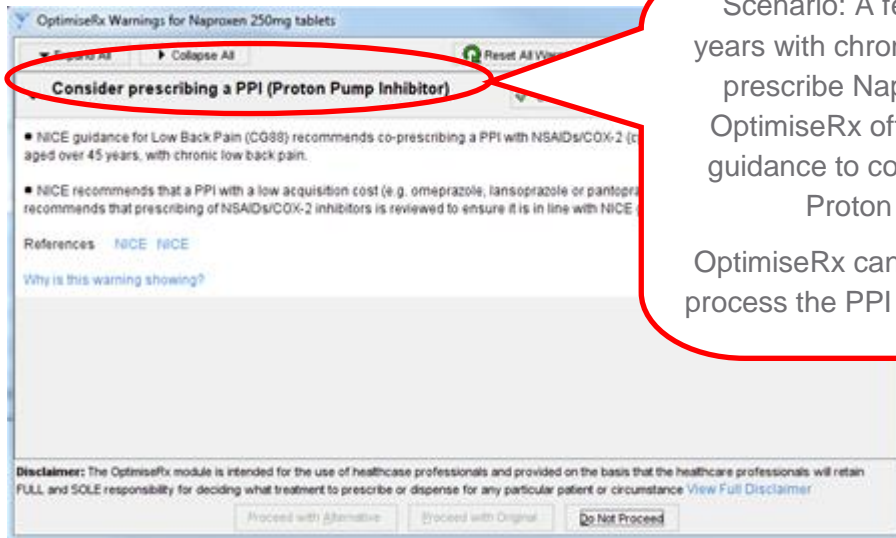 OptimiseRx Warnings for Naproxen 250mg tablets
Expand All Collapse All Reset All
Consider prescribing a PPI (Proton Pump Inhibitor)
• NICE guidance for Low Back Pain (CG88) recommends co-prescribing a PPI with NSAIDs/COX-2
aged over 45 years, with chronic low back pain.
• NICE recommends that a PPI with a low acquisition cost (e.g. omeprazole, lansoprazole or
recommends that prescribing of NSAIDs/COX-2 inhibitors is reviewed to ensure it is in line with NICE
References NICE NICE
Why is this warning showing?
Scenario: A
years with
prescribe
OptimiseRx
guidance to
Proton
OptimiseRx can
process the PPI
Disclaimer: The OptimiseRx module is intended for the use of healthcase professionals and provided on the basis that the healthcare professionals will retain
FULL and SOLE responsibility for deciding what treatment to prescribe or dispense for any particular patient or circumstance View Full Disclaimer
Proceed with Alternative Proceed with Original Do Not Proceed